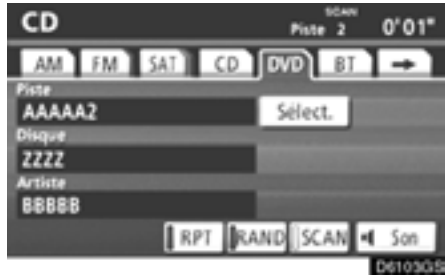 CD SCAN Piste 2 0'01"
AM FM SAT CD DVD BT
Piste
AAAAA2 Sélect.
Disque
ZZZZ
Artiste
BBBBB
RPT RAND SCAN Son
D6103GS